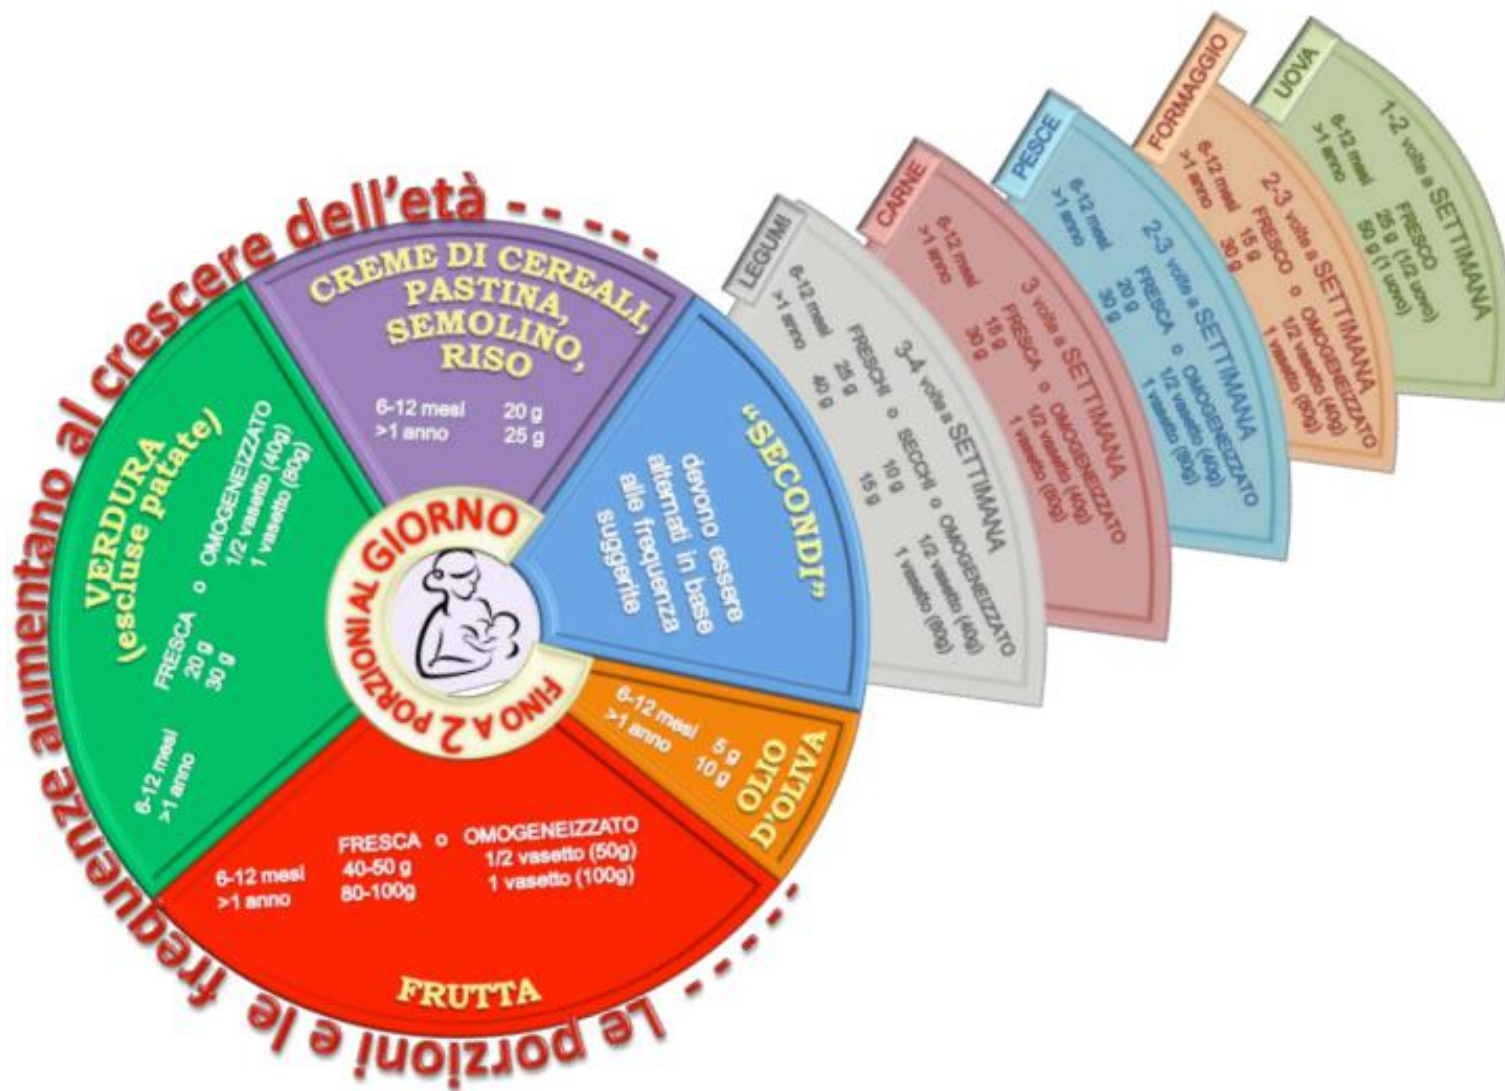 Le porzioni e le frequenze aumentano al crescere dell'età - - - - -
CREME DI CEREALI,
PASTINA,
SEMOLINO,
RISO
6-12 mesi 20 g
>1 anno 25 g
VERDURA
(escluse patate)
FRESCA o OMOGENEIZZATO
6-12 mesi 20 g 1/2 vasetto (40g)
>1 anno 30 g 1 vasetto (80g)
"SECONDI"
devono essere
alternati in base
alle frequenze
suggerite
OLIO
D'OLIVA
6-12 mesi 5 g
>1 anno 10 g
FRESCA o OMOGENEIZZATO
6-12 mesi 40-50 g 1/2 vasetto (50g)
>1 anno 80-100g 1 vasetto (100g)
FRUTTA
FINO A 2 PORZIONI AL GIORNO
LEGUMI
3-4 volte a SETTIMANA
FRESCHI o SECCHI o OMOGENEIZZATO
6-12 mesi 25 g 10 g 1/2 vasetto (40g)
>1 anno 40 g 15 g 1 vasetto (80g)
CARNE
3 volte a SETTIMANA
FRESCA o OMOGENEIZZATO
6-12 mesi 15 g 1/2 vasetto (40g)
>1 anno 30 g 1 vasetto (80g)
PESCE
2-3 volte a SETTIMANA
FRESCA o OMOGENEIZZATO
6-12 mesi 20 g 1/2 vasetto (40g)
>1 anno 30 g 1 vasetto (80g)
FORMAGGIO
2-3 volte a SETTIMANA
FRESCO o OMOGENEIZZATO
6-12 mesi 15 g 1/2 vasetto (40g)
>1 anno 30 g 1 vasetto (80g)
UOVA
1-2 volte a SETTIMANA
FRESCO
6-12 mesi 25 g (1/2 uovo)
>1 anno 50 g (1 uovo)